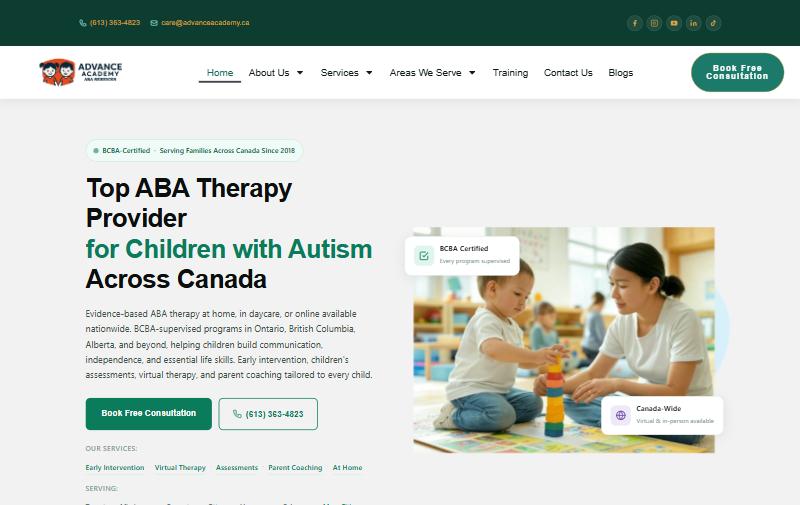 (613) 363-4823 care@advanceacademy.ca
ADVANCE
ACADEMY
ABA SERVICES
Home About Us Services Areas We Serve Training Contact Us Blogs
Book Free
Consultation
BCBA-Certified · Serving Families Across Canada Since 2018
Top ABA Therapy
Provider
for Children with Autism
Across Canada
Evidence-based ABA therapy at home, in daycare, or online available
nationwide. BCBA-supervised programs in Ontario, British Columbia,
Alberta, and beyond, helping children build communication,
independence, and essential life skills. Early intervention, children's
assessments, virtual therapy, and parent coaching tailored to every child.
Book Free Consultation
(613) 363-4823
BCBA Certified
Every program supervised
Canada-Wide
Virtual & in-person available
OUR SERVICES:
Early Intervention Virtual Therapy Assessments Parent Coaching At Home
SERVING: